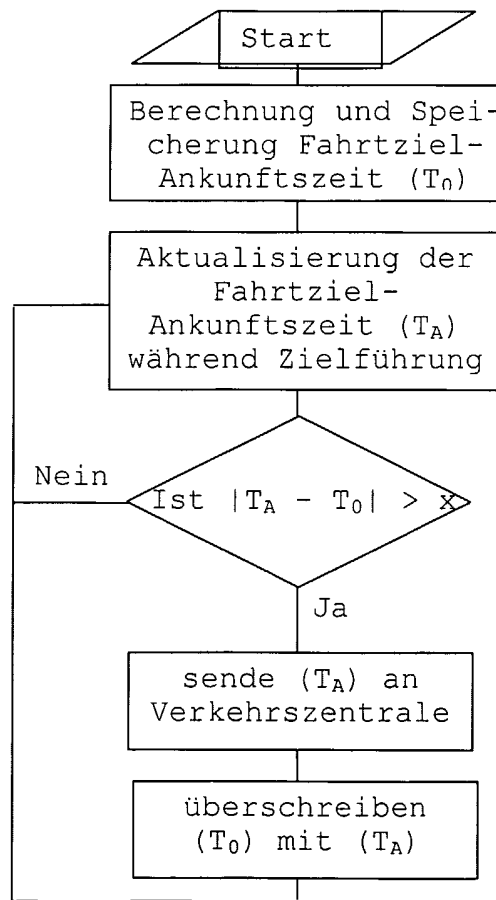 Start
Berechnung und Spei-
cherung Fahrtziel-
Ankunftszeit (T₀)
Aktualisierung der
Fahrtziel-
Ankunftszeit (Tᴀ)
während Zielführung
Nein
Ist |Tᴀ - T₀| > x
Ja
sende (Tᴀ) an
Verkehrszentrale
überschreiben
(T₀) mit (Tᴀ)